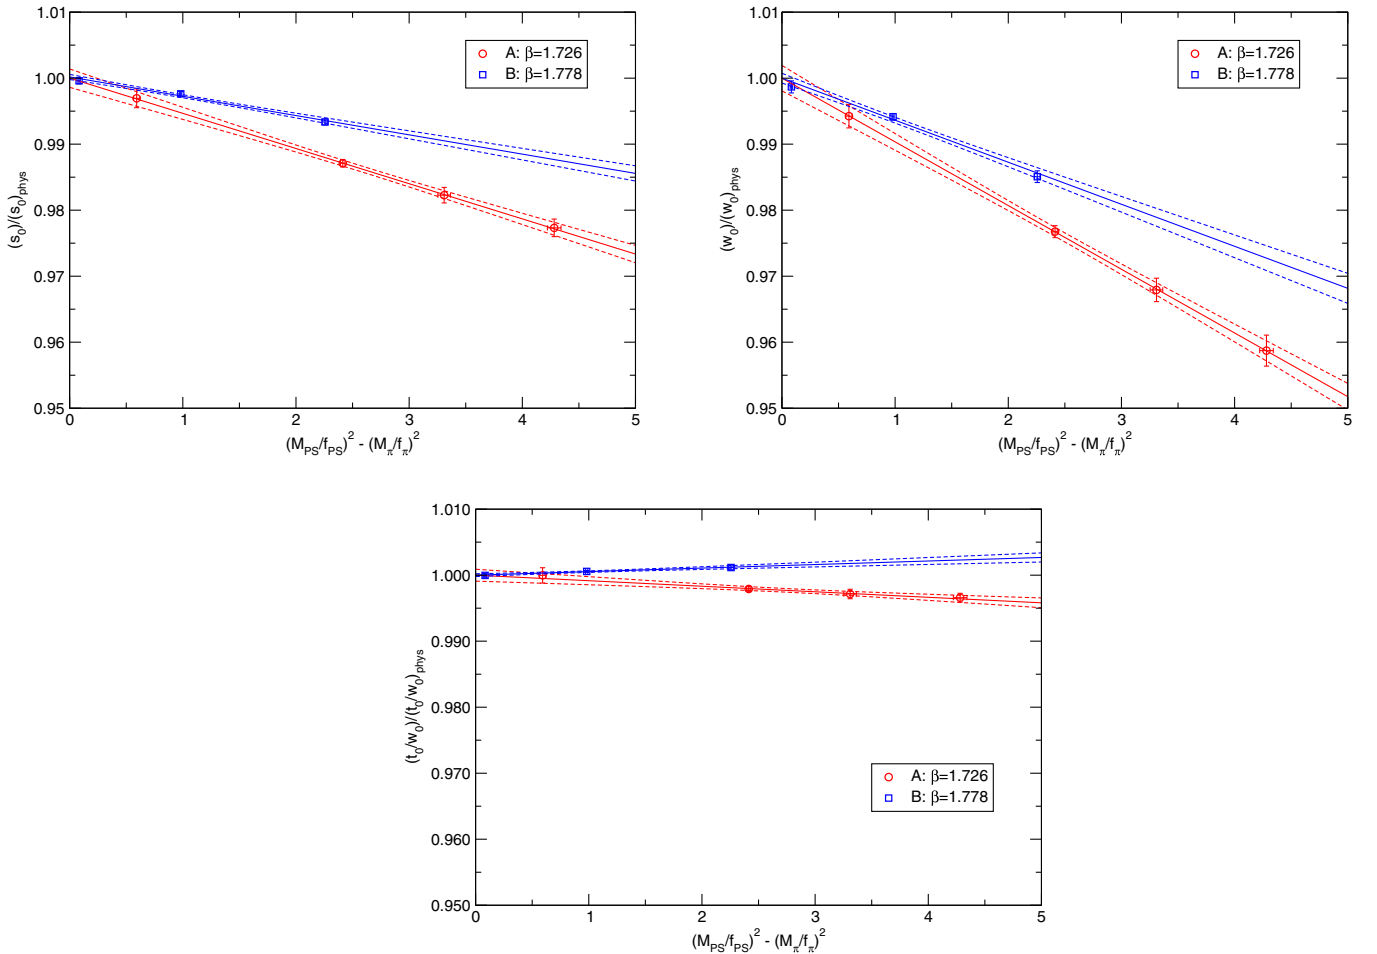 1.01
1.00
0.99
0.98
0.97
0.96
0.95
0 1 2 3 4 5
(s0)/(s0)phys
(MPS/fPS)2 - (Mπ/fπ)2
A: β=1.726
B: β=1.778
1.01
1.00
0.99
0.98
0.97
0.96
0.95
0 1 2 3 4 5
(w0)/(w0)phys
(MPS/fPS)2 - (Mπ/fπ)2
A: β=1.726
B: β=1.778
1.010
1.000
0.990
0.980
0.970
0.960
0.950
0 1 2 3 4 5
(t0/w0)/(t0/w0)phys
(MPS/fPS)2 - (Mπ/fπ)2
A: β=1.726
B: β=1.778